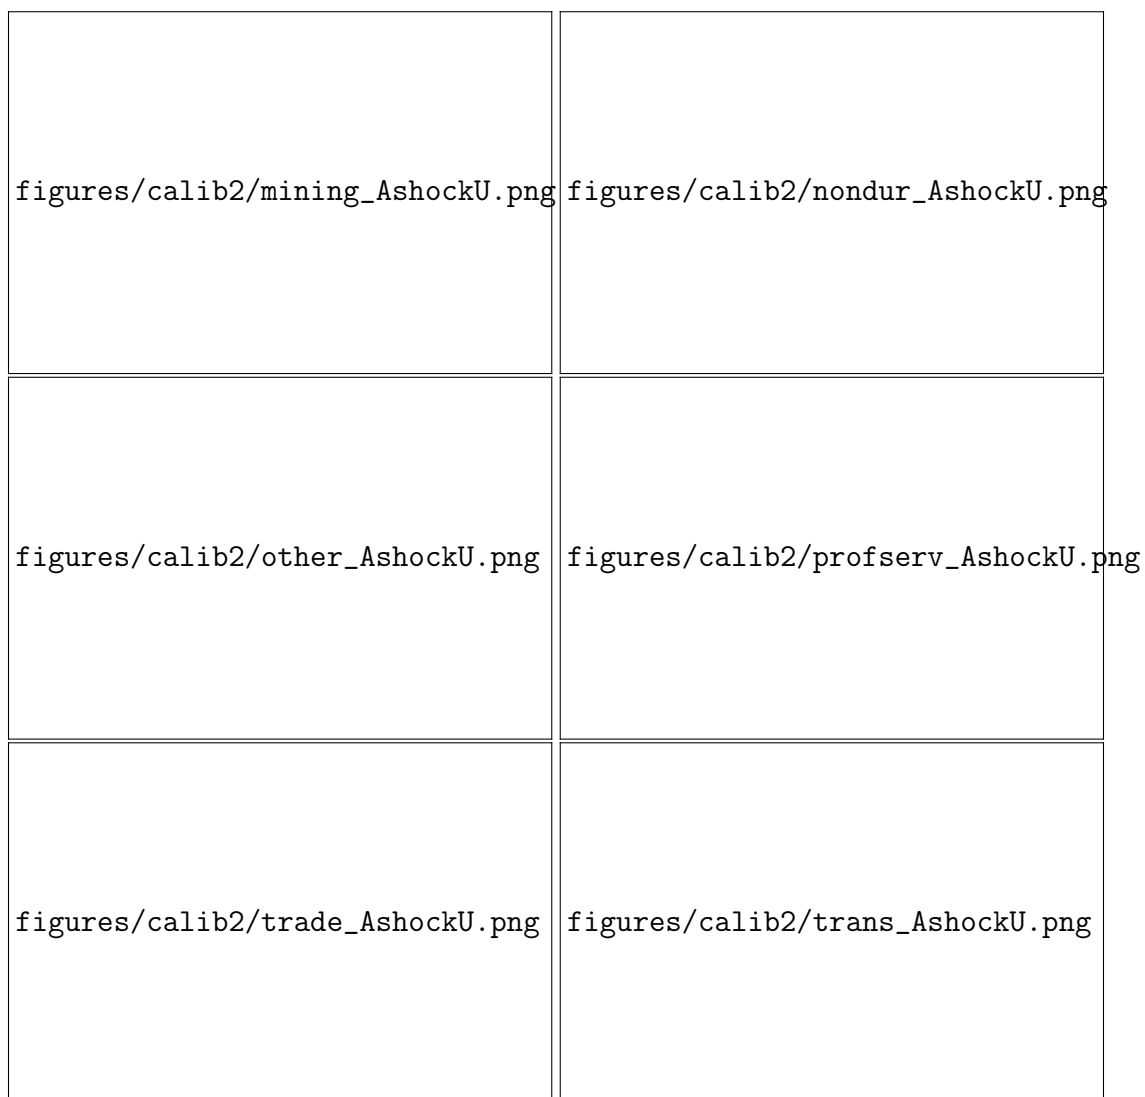 figures/calib2/mining_AshockU.png
figures/calib2/nondur_AshockU.png
figures/calib2/other_AshockU.png
figures/calib2/profserv_AshockU.png
figures/calib2/trade_AshockU.png
figures/calib2/trans_AshockU.png